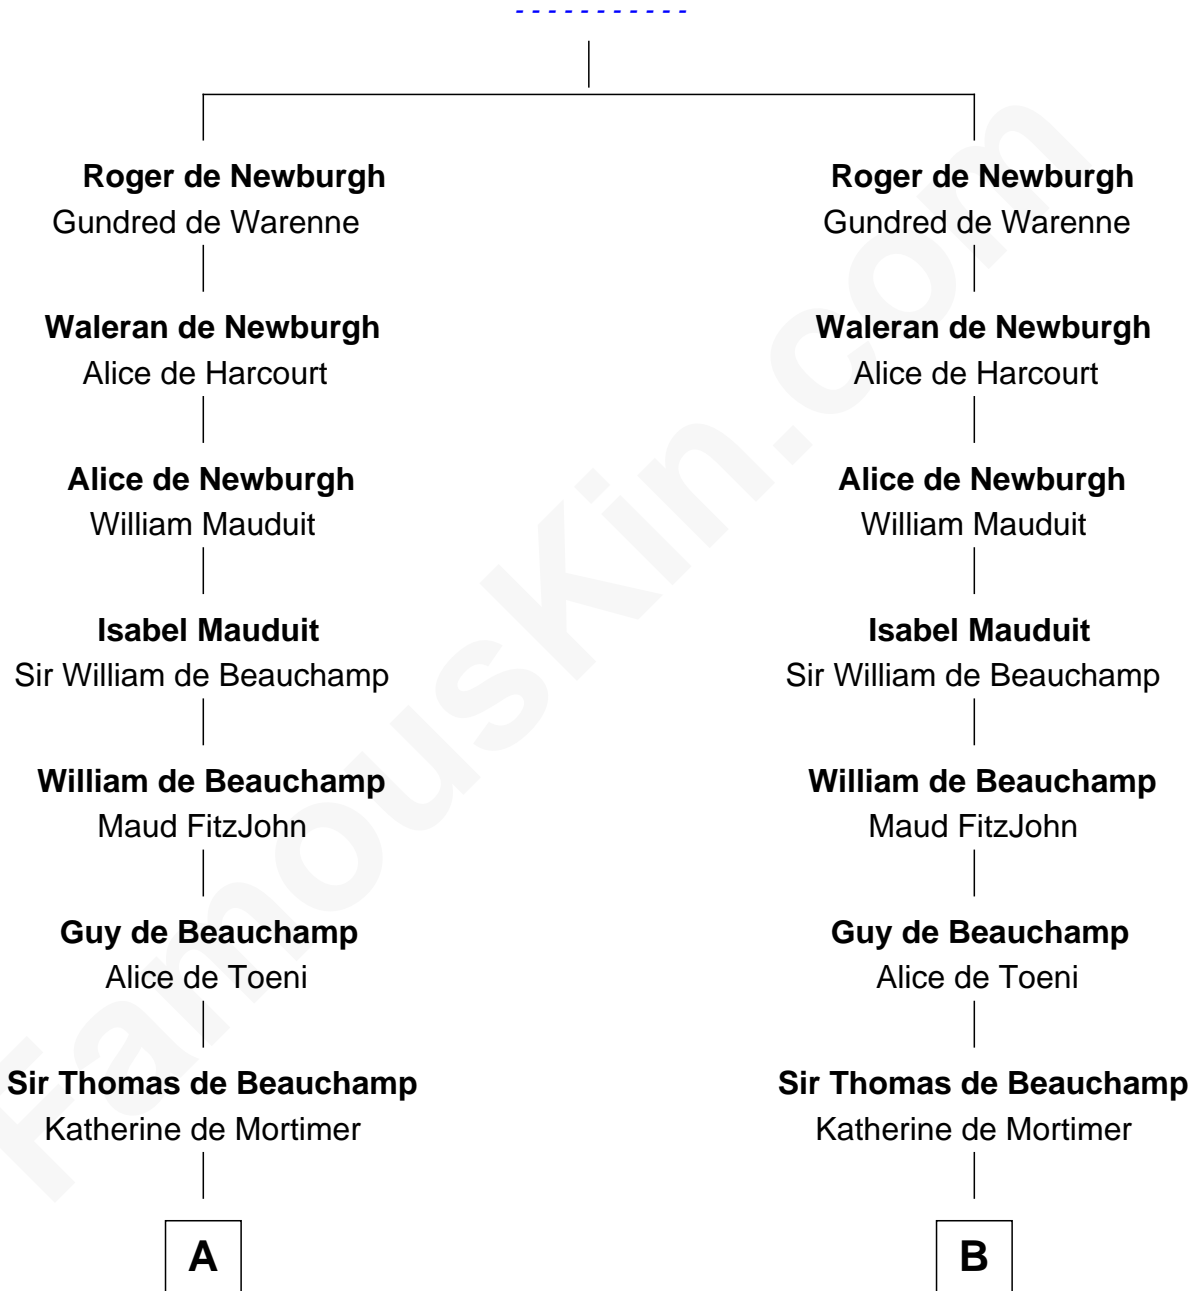 - - - - - - - - - - -
Roger de Newburgh Roger de Newburgh
Gundred de Warenne Gundred de Warenne
Waleran de Newburgh Waleran de Newburgh
Alice de Harcourt Alice de Harcourt
Alice de Newburgh Alice de Newburgh
William Mauduit William Mauduit
Isabel Mauduit Isabel Mauduit
Sir William de Beauchamp Sir William de Beauchamp
William de Beauchamp William de Beauchamp
Maud FitzJohn Maud FitzJohn
Guy de Beauchamp Guy de Beauchamp
Alice de Toeni Alice de Toeni
Sir Thomas de Beauchamp Sir Thomas de Beauchamp
Katherine de Mortimer Katherine de Mortimer
A B
FamousKin.com